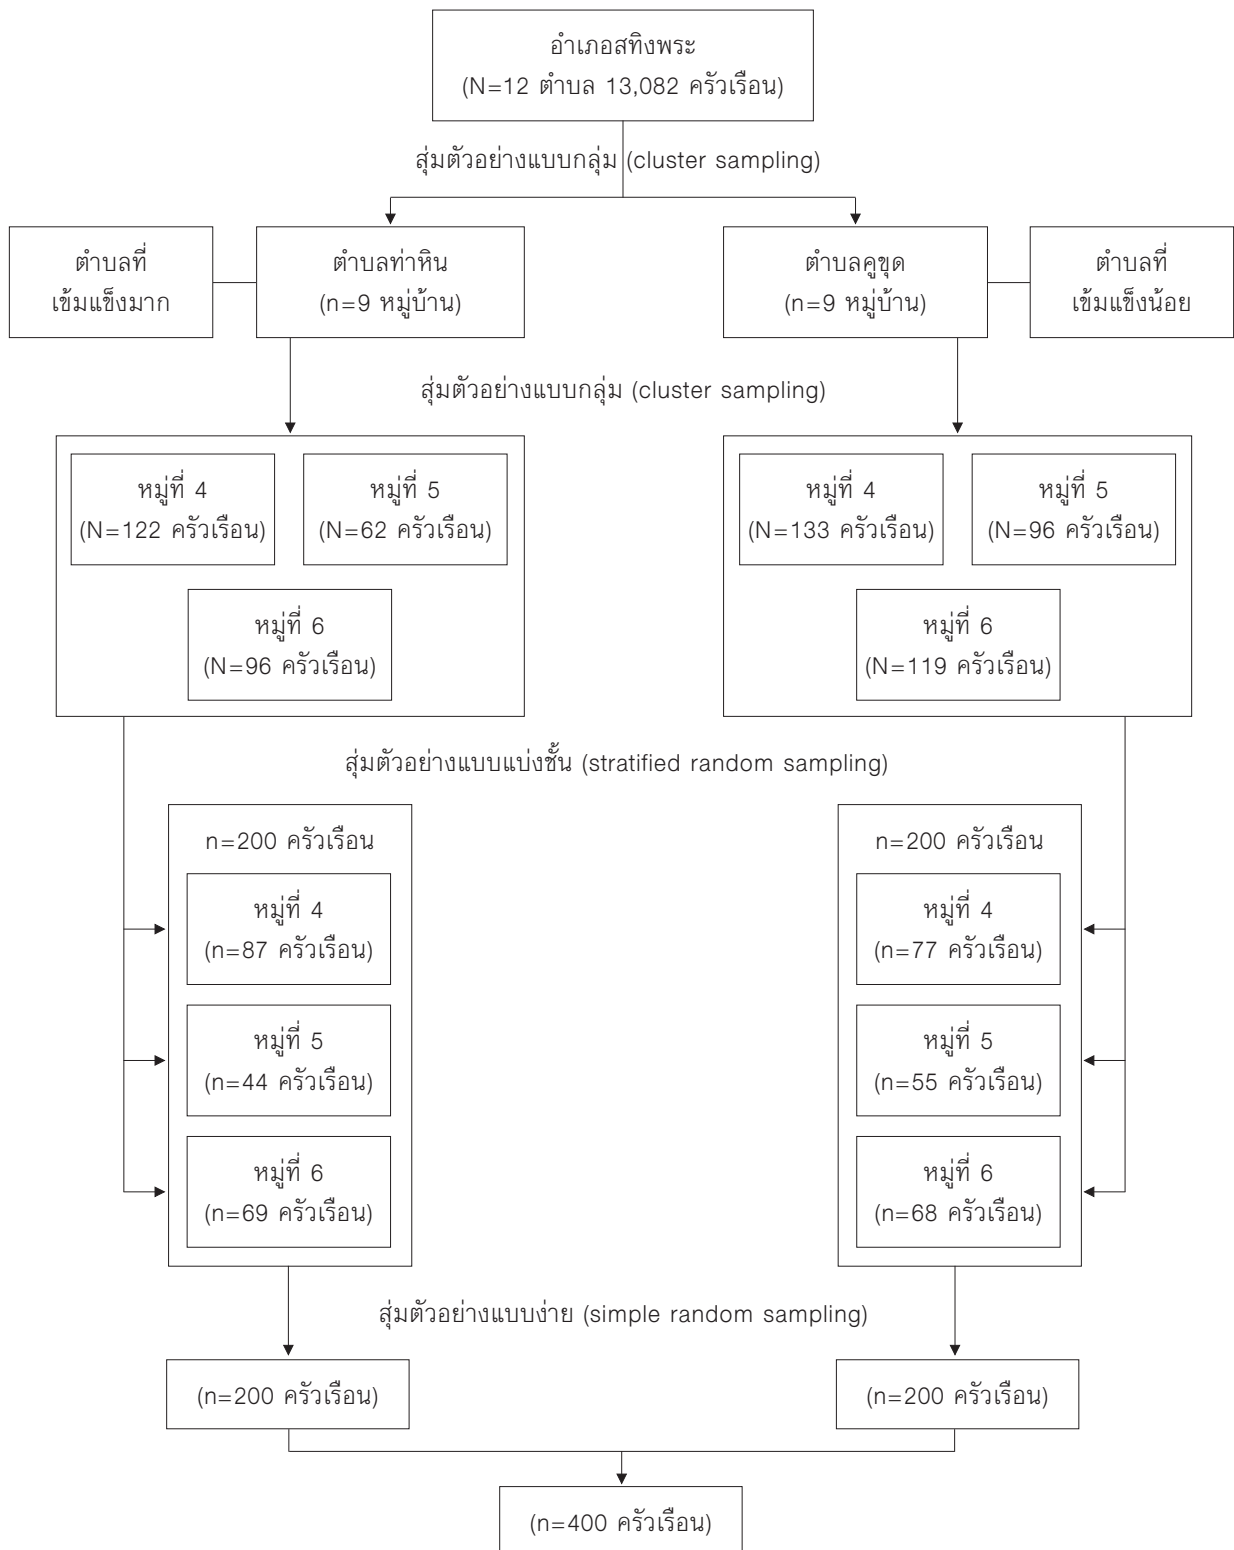 อำเภอสทิงพระ
(N=12 ตำบล 13,082 ครัวเรือน)
สุ่มตัวอย่างแบบกลุ่ม (cluster sampling)
ตำบลที่
เข้มแข็งมาก
ตำบลท่าหิน
(n=9 หมู่บ้าน)
ตำบลคูขุด
(n=9 หมู่บ้าน)
ตำบลที่
เข้มแข็งน้อย
สุ่มตัวอย่างแบบกลุ่ม (cluster sampling)
หมู่ที่ 4
(N=122 ครัวเรือน)
หมู่ที่ 5
(N=62 ครัวเรือน)
หมู่ที่ 6
(N=96 ครัวเรือน)
หมู่ที่ 4
(N=133 ครัวเรือน)
หมู่ที่ 5
(N=96 ครัวเรือน)
หมู่ที่ 6
(N=119 ครัวเรือน)
สุ่มตัวอย่างแบบแบ่งชั้น (stratified random sampling)
n=200 ครัวเรือน
หมู่ที่ 4
(n=87 ครัวเรือน)
หมู่ที่ 5
(n=44 ครัวเรือน)
หมู่ที่ 6
(n=69 ครัวเรือน)
n=200 ครัวเรือน
หมู่ที่ 4
(n=77 ครัวเรือน)
หมู่ที่ 5
(n=55 ครัวเรือน)
หมู่ที่ 6
(n=68 ครัวเรือน)
สุ่มตัวอย่างแบบง่าย (simple random sampling)
(n=200 ครัวเรือน)
(n=200 ครัวเรือน)
(n=400 ครัวเรือน)